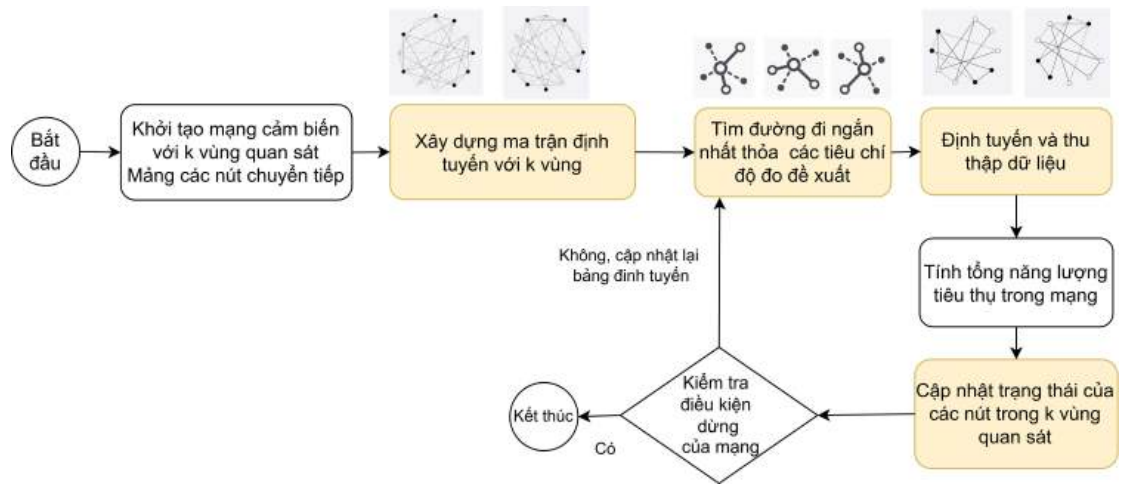 Bắt
đầu
Khởi tạo mạng cảm biến
với k vùng quan sát
Mảng các nút chuyển tiếp
Xây dựng ma trận định
tuyến với k vùng
Tìm đường đi ngắn
nhất thỏa các tiêu chí
độ đo đề xuất
Định tuyến và thu
thập dữ liệu
Không, cập nhật lại
bảng đinh tuyến
Tính tổng năng lượng
tiêu thụ trong mạng
Kiểm tra
điều kiện
dừng
của mạng
Cập nhật trạng thái của
các nút trong k vùng
quan sát
Kết thúc
Có